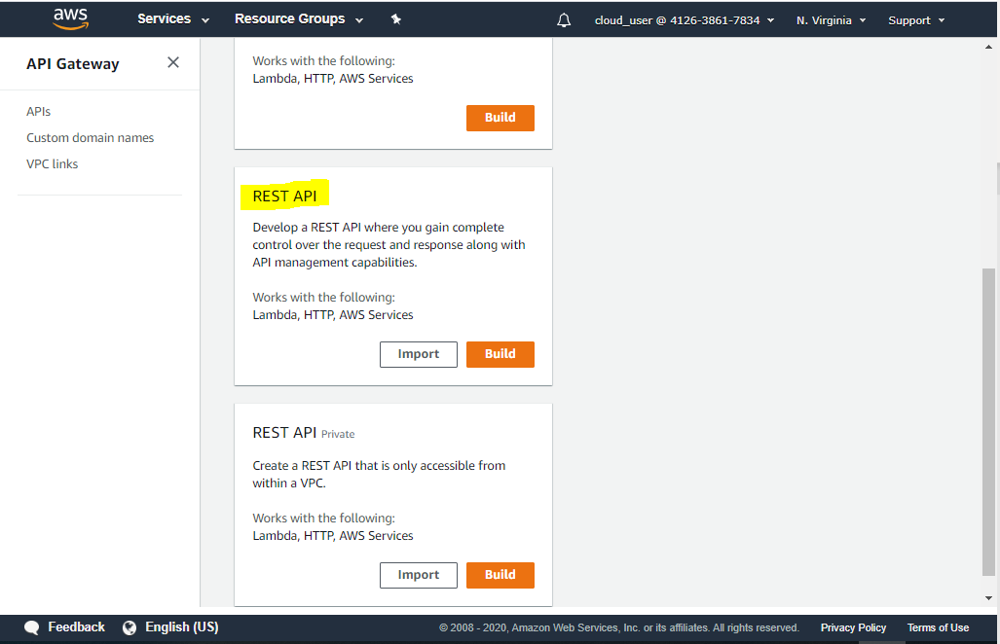 aws Services Resource Groups cloud_user @ 4126-3861-7834 N. Virginia Support
API Gateway
APIs
Custom domain names
VPC links
Works with the following:
Lambda, HTTP, AWS Services
Build
REST API
Develop a REST API where you gain complete
control over the request and response along with
API management capabilities.
Works with the following:
Lambda, HTTP, AWS Services
Import Build
REST API Private
Create a REST API that is only accessible from
within a VPC.
Works with the following:
Lambda, HTTP, AWS Services
Import Build
Feedback English (US) © 2008 - 2020, Amazon Web Services, Inc. or its affiliates. All rights reserved. Privacy Policy Terms of Use